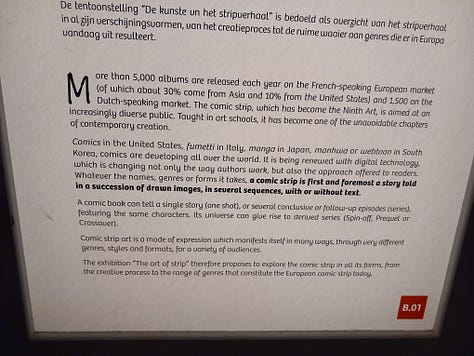 De tentoonstelling "De kunste un het stripuerhaal" is bedoeld als overzicht van het stripuerhaal
in al zijn verschijningsvormen, van het creatieproces tot de ruime waaier aan genres die er in Europa
vandaag uit resulteert.
More than 5,000 albums are released each year on the French-speaking European market
(of which about 30% come from Asia and 10% from the United States) and 1,500 on the
Dutch-speaking market. The comic strip, which has become the Ninth Art, is aimed at an
increasingly diverse public. Taught in art schools, it has become one of the unavoidable chapters
of contemporary creation.
Comics in the United States, fumetti in Italy, manga in Japan, manhwa or webtoon in South
Korea, comics are developing all over the world. It is being renewed with digital technology,
which is changing not only the way authors work, but also the approach offered to readers.
Whatever the names, genres or forms it takes, a comic strip is first and foremost a story told
in a succession of drawn images, in several sequences, with or without text.
A comic book can tell a single story (one shot), or several conclusive or follow-up episodes (series),
featuring the same characters. Its universe can give rise to derived series (Spin-off, Prequel or
Crossover).
Comic strip art is a mode of expression which manifests itself in many ways, through very different
genres, styles and formats, for a variety of audiences.
The exhibition "The art of strip" therefore proposes to explore the comic strip in all its forms, from
the creative process to the range of genres that constitute the European comic strip today.
B.01